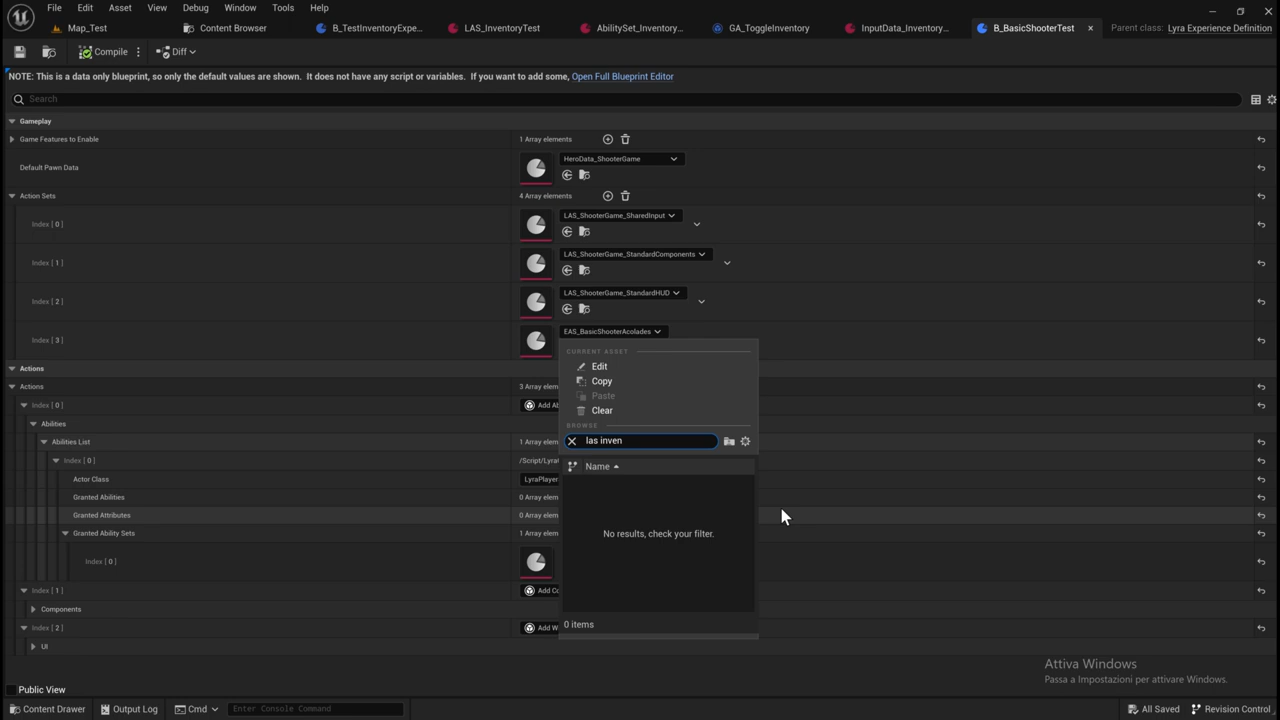 File Edit Asset View Debug Window Tools Help
Map_Test Content Browser B_TestInventoryExpe... LAS_InventoryTest AbilitySet_Inventory... GA_ToggleInventory InputData_Inventory... B_BasicShooterTest Parent class: Lyra Experience Definition
Compile Diff
NOTE: This is a data only blueprint, so only the default values are shown. It does not have any script or variables. If you want to add some, Open Full Blueprint Editor
Search
Gameplay
Game Features to Enable 1 Array elements
Default Pawn Data HeroData_ShooterGame
Action Sets 4 Array elements
Index [ 0 ] LAS_ShooterGame_SharedInput
Index [ 1 ] LAS_ShooterGame_StandardComponents
Index [ 2 ] LAS_ShooterGame_StandardHUD
Index [ 3 ] EAS_BasicShooterAcolades
CURRENT ASSET
Edit
Copy
Paste
Clear
BROWSE
las inven
Name
No results, check your filter.
0 items
Actions
Actions 3 Array elem
Index [ 0 ] Add Ab
Abilities
Abilities List 1 Array elem
Index [ 0 ] /Script/Lyra
Actor Class LyraPlayer
Granted Abilities 0 Array elem
Granted Attributes 0 Array elem
Granted Ability Sets 1 Array elem
Index [ 0 ]
Index [ 1 ] Add Co
Components
Index [ 2 ] Add W
UI
Attiva Windows
Passa a Impostazioni per attivare Windows.
Public View
Content Drawer Output Log Cmd Enter Console Command All Saved Revision Control